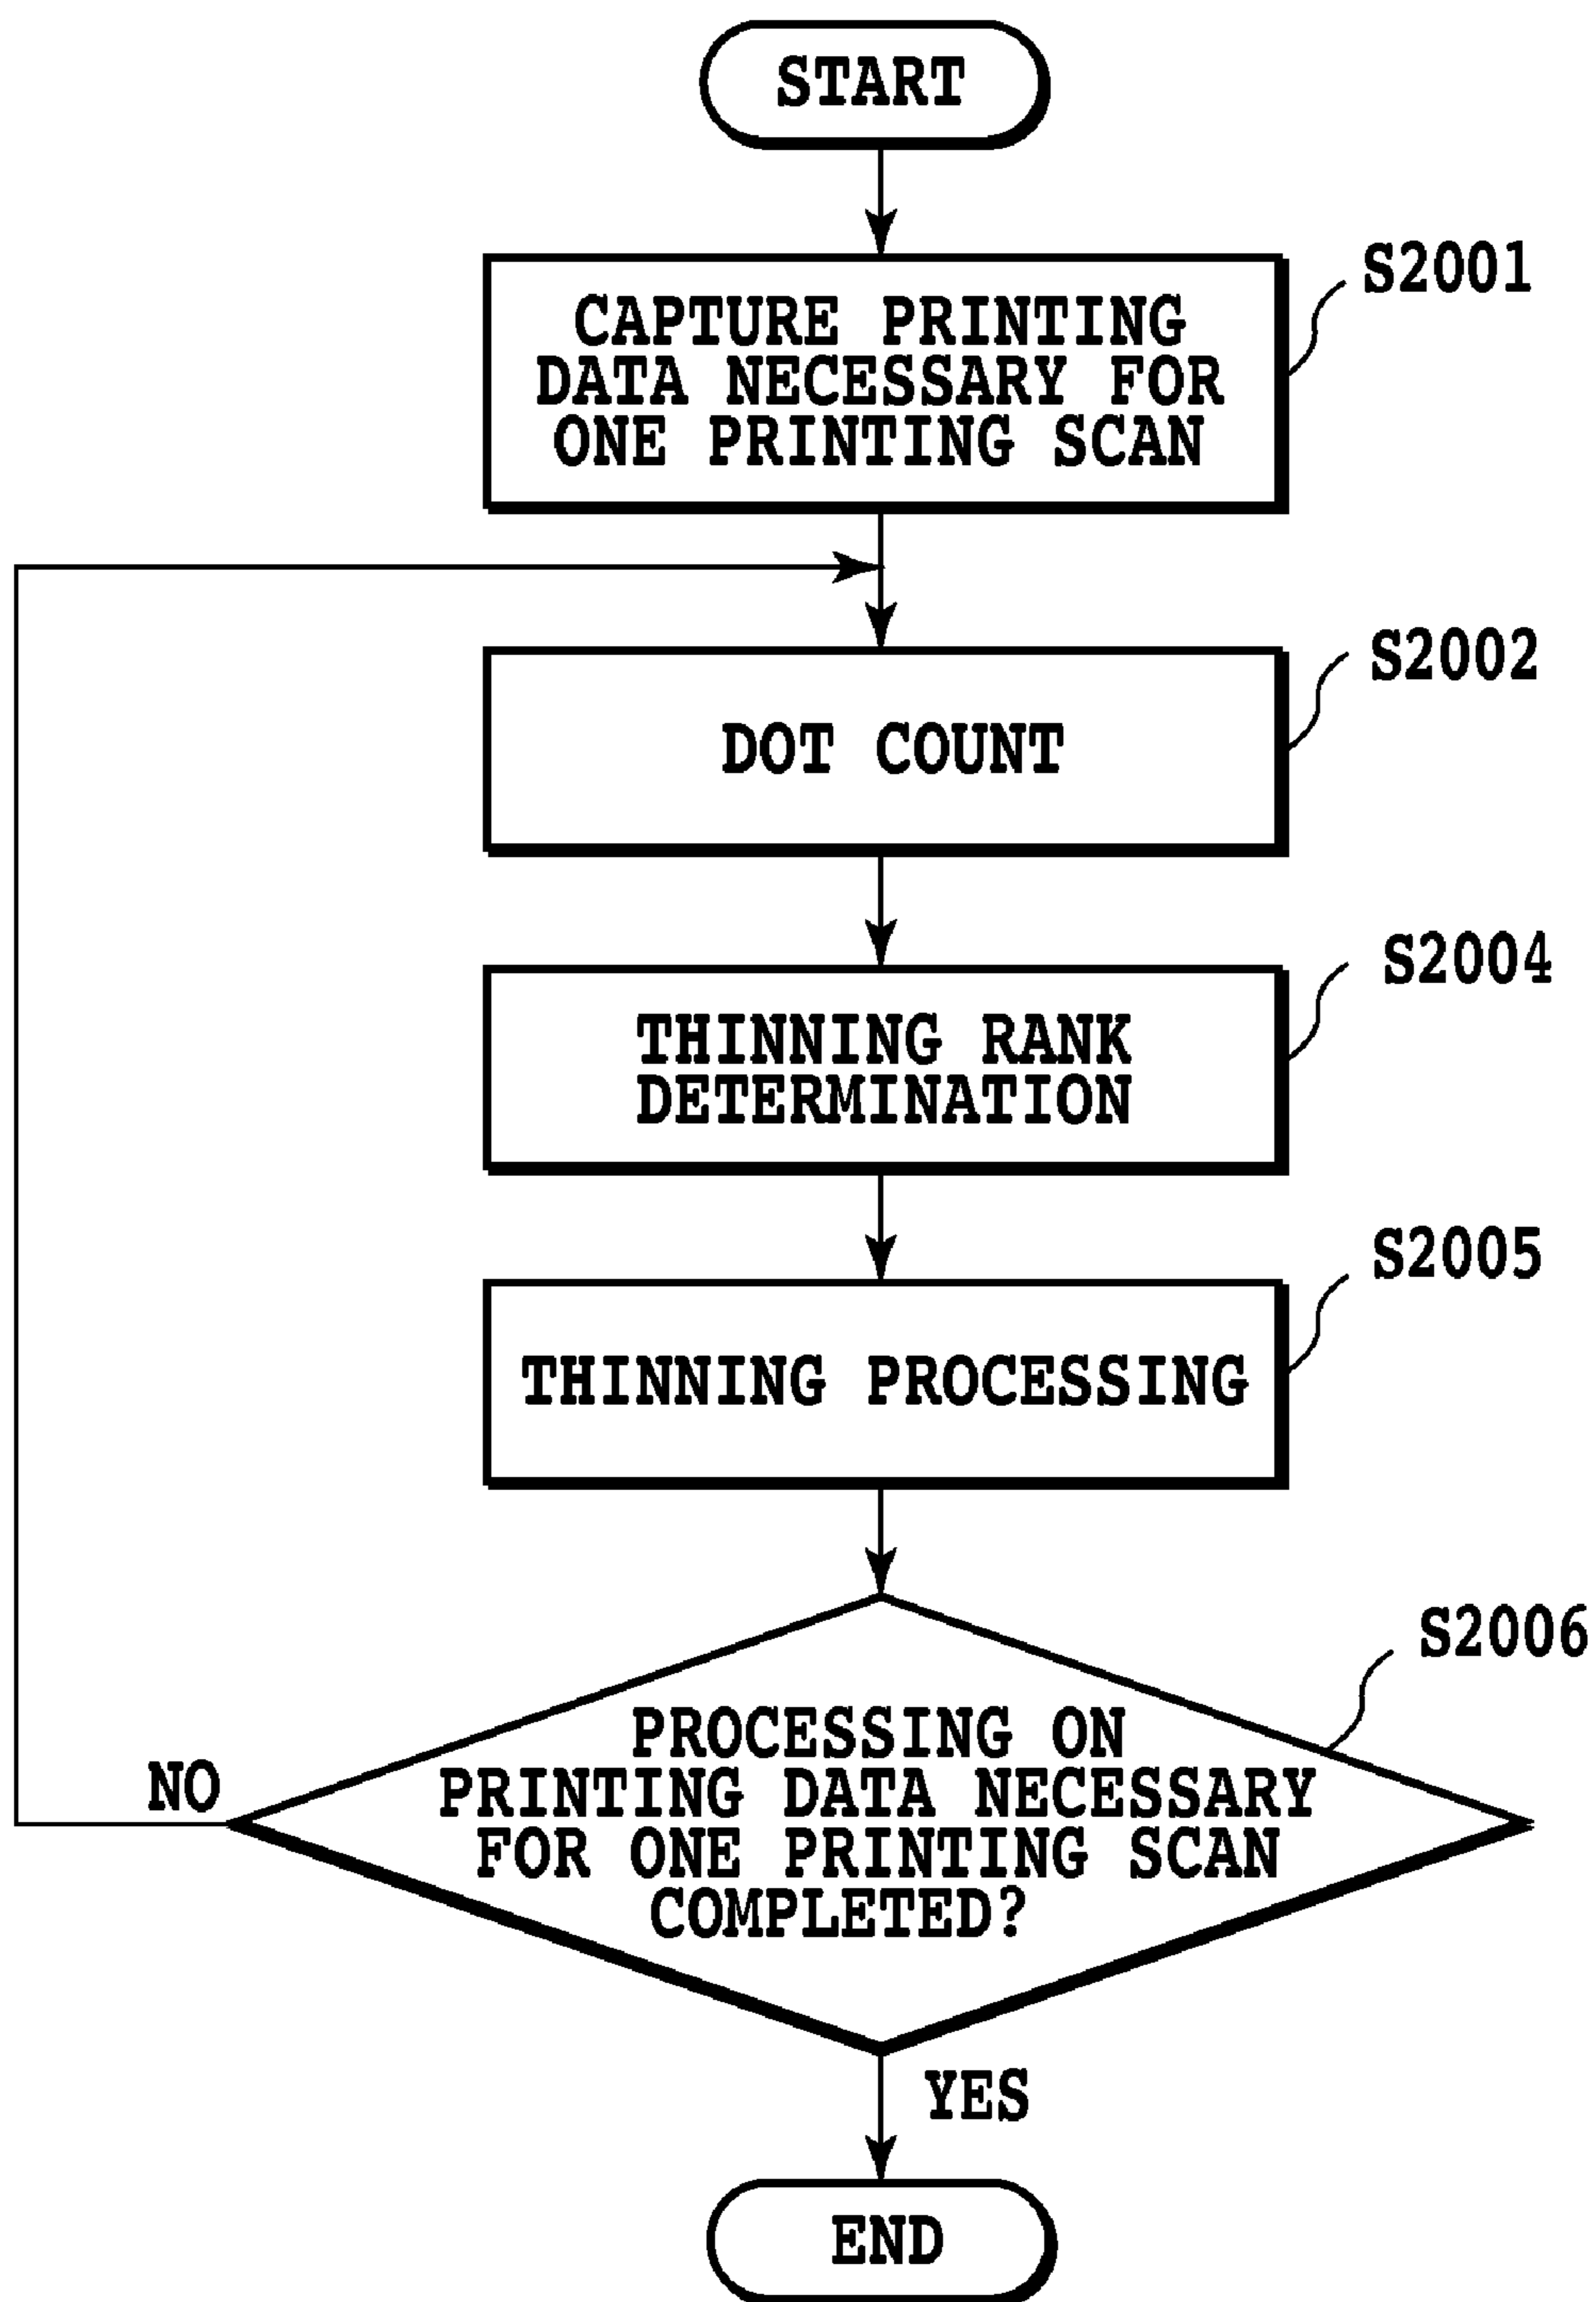 START
S2001
CAPTURE PRINTING
DATA NECESSARY FOR
ONE PRINTING SCAN
S2002
DOT COUNT
S2004
THINNING RANK
DETERMINATION
S2005
THINNING PROCESSING
S2006
PROCESSING ON
PRINTING DATA NECESSARY
FOR ONE PRINTING SCAN
COMPLETED?
NO
YES
END